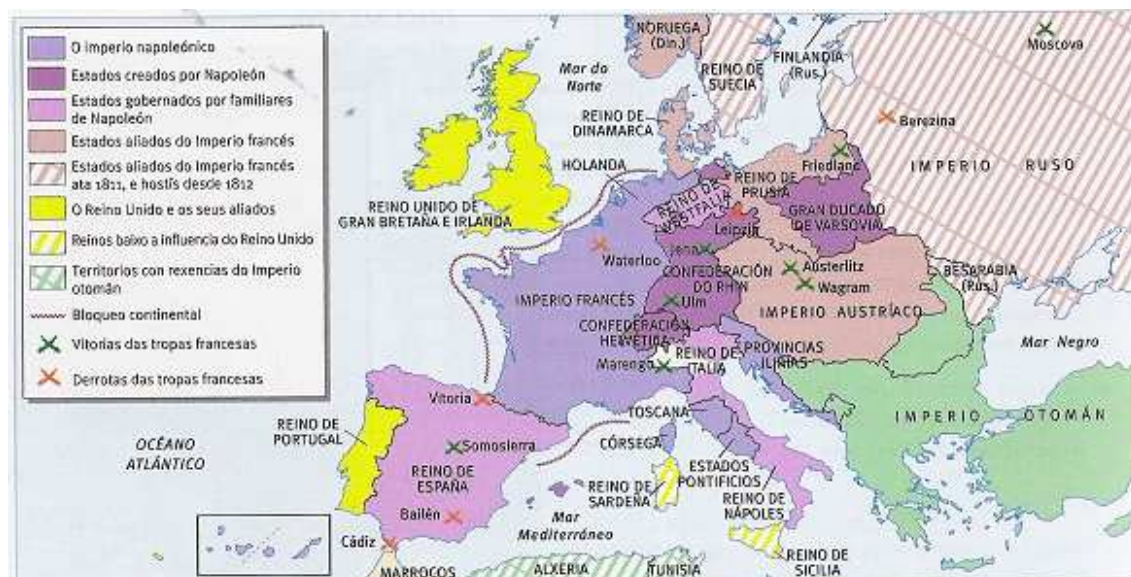 O imperio napoleónico
Estados creados por Napoleón
Estados gobernados por familiares
de Napoleón
Estados aliados do Imperio francés
Estados aliados do Imperio francés
ata 1811, e hostís desde 1812
O Reino Unido e os seus aliados
Reinos baixo a influencia do Reino Unido
Territorios con rexencias do Imperio
otomán
Bloqueo continental
Vitorias das tropas francesas
Derrotas das tropas francesas
NORUEGA
(Din.)
FINLANDIA
(Rus.)
Moscova
Mar do
Norte
REINO DE
SUECIA
REINO DE
DINAMARCA
Berezina
HOLANDA
Friedland
IMPERIO RUSO
REINO UNIDO DE
GRAN BRETAÑA E IRLANDA
REINO DE
WESTFALIA
REINO DE
PRUSIA
GRAN DUCADO
DE VARSOVIA
Leipzig
Waterloo
Jena
CONFEDERACIÓN
DO RHIN
Austerlitz
Wagram
BESARABIA
(Rus.)
IMPERIO FRANCÉS
Ulm
IMPERIO AUSTRÍACO
CONFEDERACIÓN
HELVÉTICA
Marengo
REINO DE
ITALIA
PROVINCIAS
ILIRIAS
Mar Negro
Vitoria
TOSCANA
IMPERIO OTOMÁN
REINO DE
PORTUGAL
Somosierra
CÓRSEGA
OCÉANO
ATLÁNTICO
REINO DE
ESPAÑA
ESTADOS
PONTIFICIOS
REINO DE
SARDEÑA
REINO DE
NÁPOLES
Bailén
Mar
Mediterráneo
Cádiz
REINO DE
SICILIA
MARROCOS
ALXERIA
TUNISIA